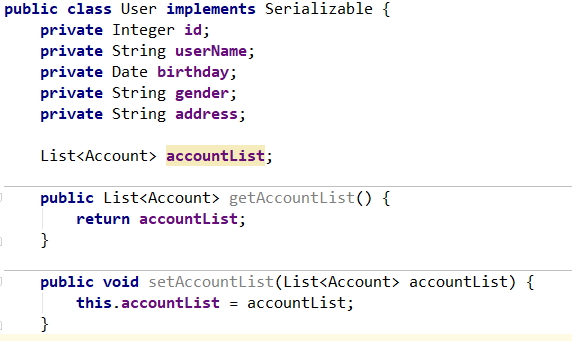 public class User implements Serializable {
    private Integer id;
    private String userName;
    private Date birthday;
    private String gender;
    private String address;
    List<Account> accountList;
    public List<Account> getAccountList() {
        return accountList;
    }
    public void setAccountList(List<Account> accountList) {
        this.accountList = accountList;
    }